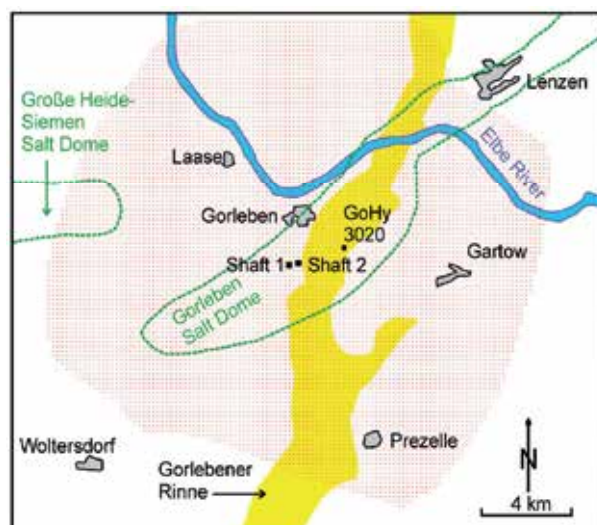 Große Heide-
Siemen
Salt Dome
Lenzen
Laase
Elbe River
Gorleben
GoHy
3020
Shaft 1
Shaft 2
Gartow
Gorleben
Salt Dome
Woltersdorf
Prezelle
Gorlebener
Rinne
N
4 km